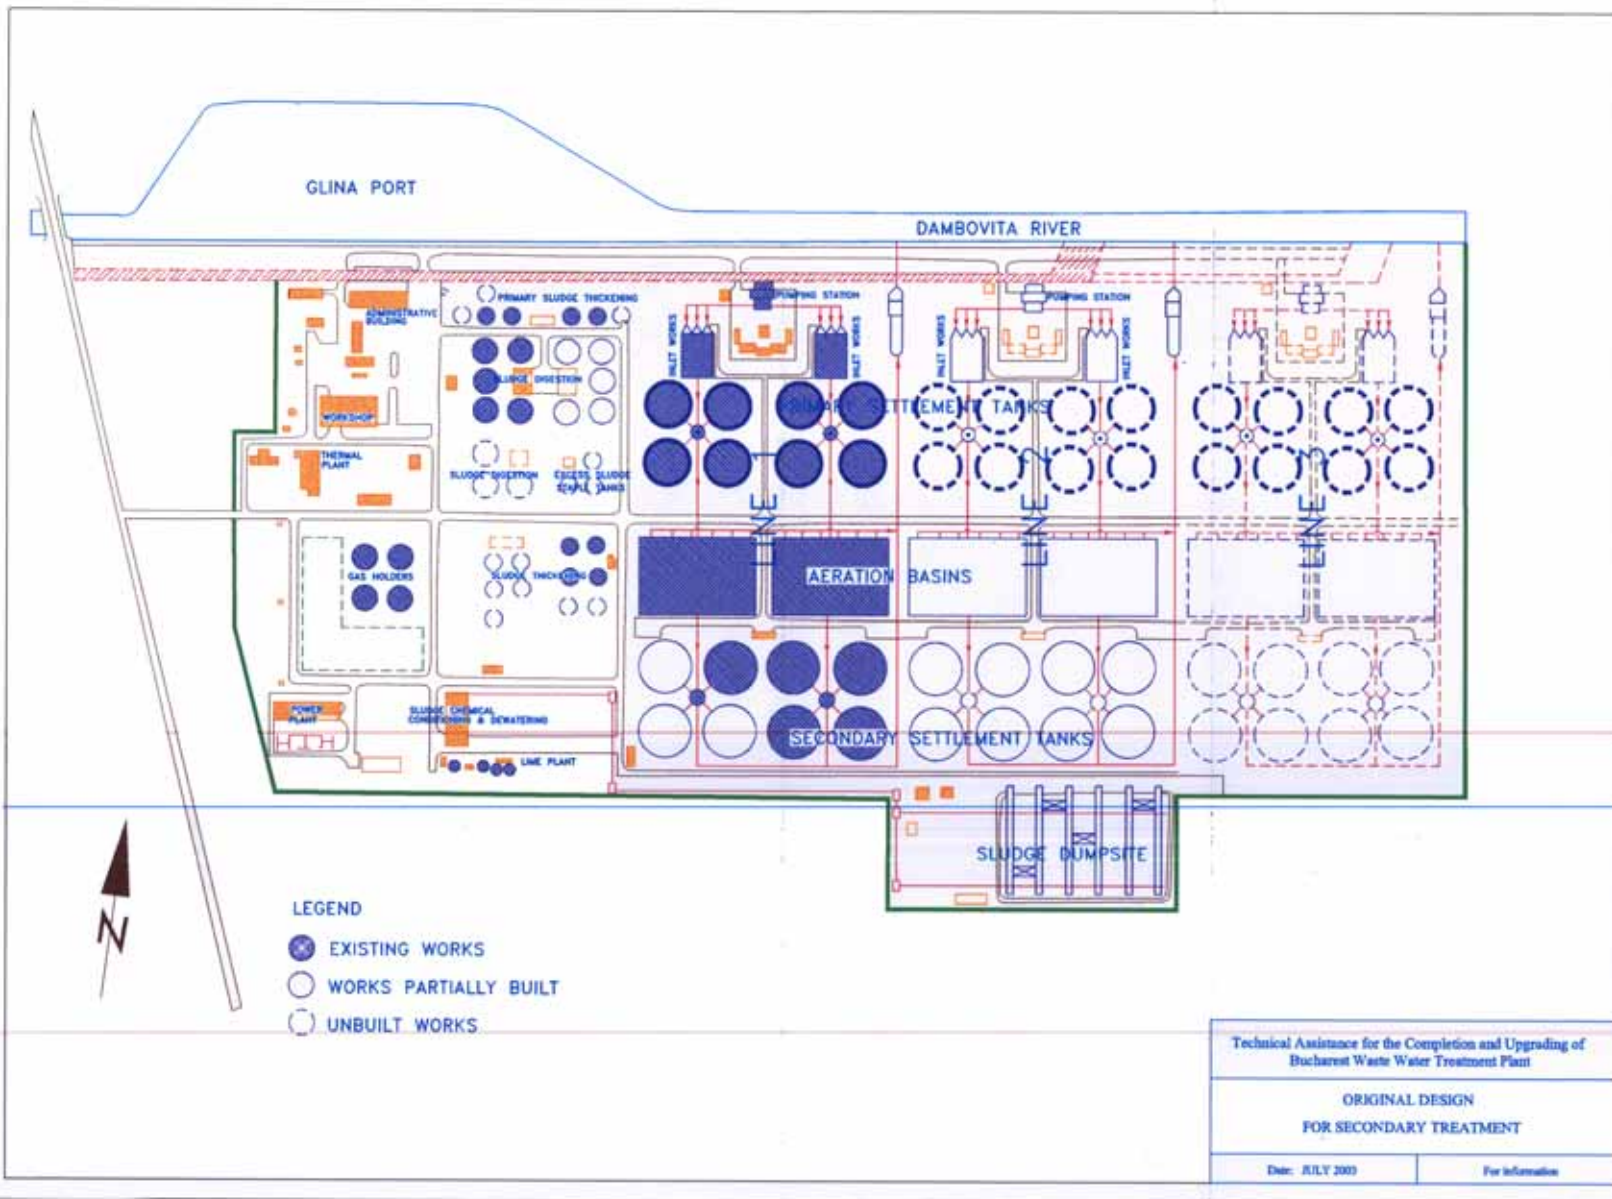 GLINA PORT
DAMBOVITA RIVER
PRIMARY SLUDGE THICKENING
PUMPING STATION
PUMPING STATION
ADMINISTRATIVE
BUILDING
INLET WORKS
INLET WORKS
INLET WORKS
INLET WORKS
SLUDGE DIGESTION
PRIMARY SETTLEMENT TANKS
WORKSHOP
THERMAL
PLANT
SLUDGE DIGESTION
EXCESS SLUDGE
LINE 1
LINE 2
LINE 3
GAS HOLDERS
SLUDGE THICKENING
AERATION BASINS
POWER
PLANT
SLUDGE CHEMICAL
CONDITIONING & DEWATERING
SECONDARY SETTLEMENT TANKS
LIME PLANT
SLUDGE DUMPSITE
N
LEGEND
EXISTING WORKS
WORKS PARTIALLY BUILT
UNBUILT WORKS
Technical Assistance for the Completion and Upgrading of
Bucharest Waste Water Treatment Plant
ORIGINAL DESIGN
FOR SECONDARY TREATMENT
Date: JULY 2003
For information